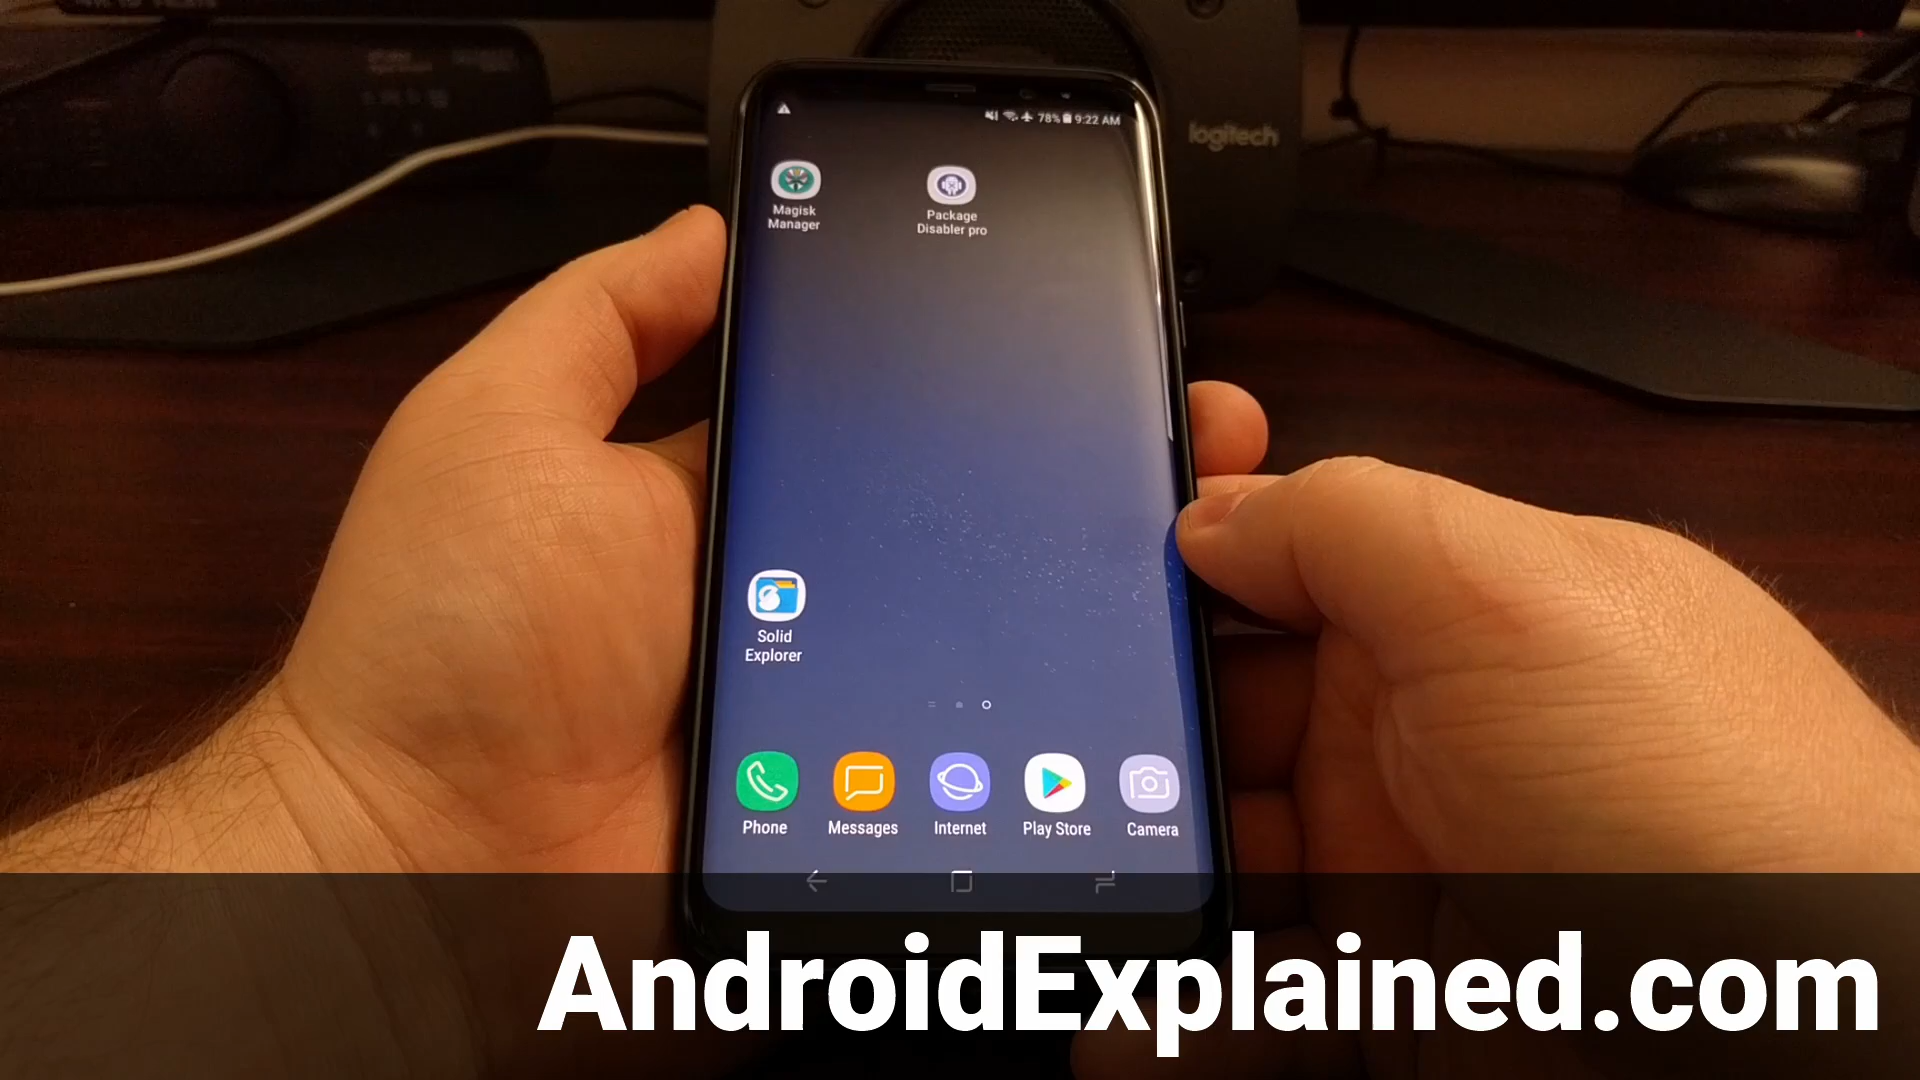 78% 9:22 AM
logitech
Magisk
Manager
Package
Disabler pro
Solid
Explorer
Phone
Messages
Internet
Play Store
Camera
AndroidExplained.com